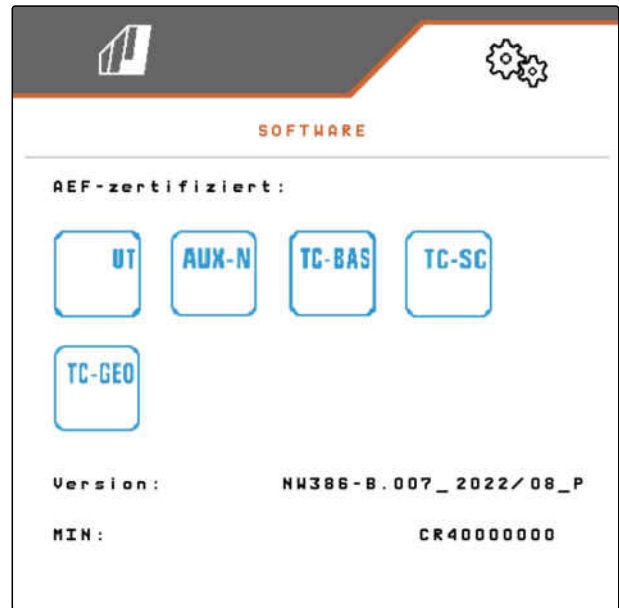 SOFTWARE
AEF-zertifiziert:
UT AUX-N TC-BAS TC-SC
TC-GEO
Version: NW386-B.007_2022/08_P
MIN: CR40000000